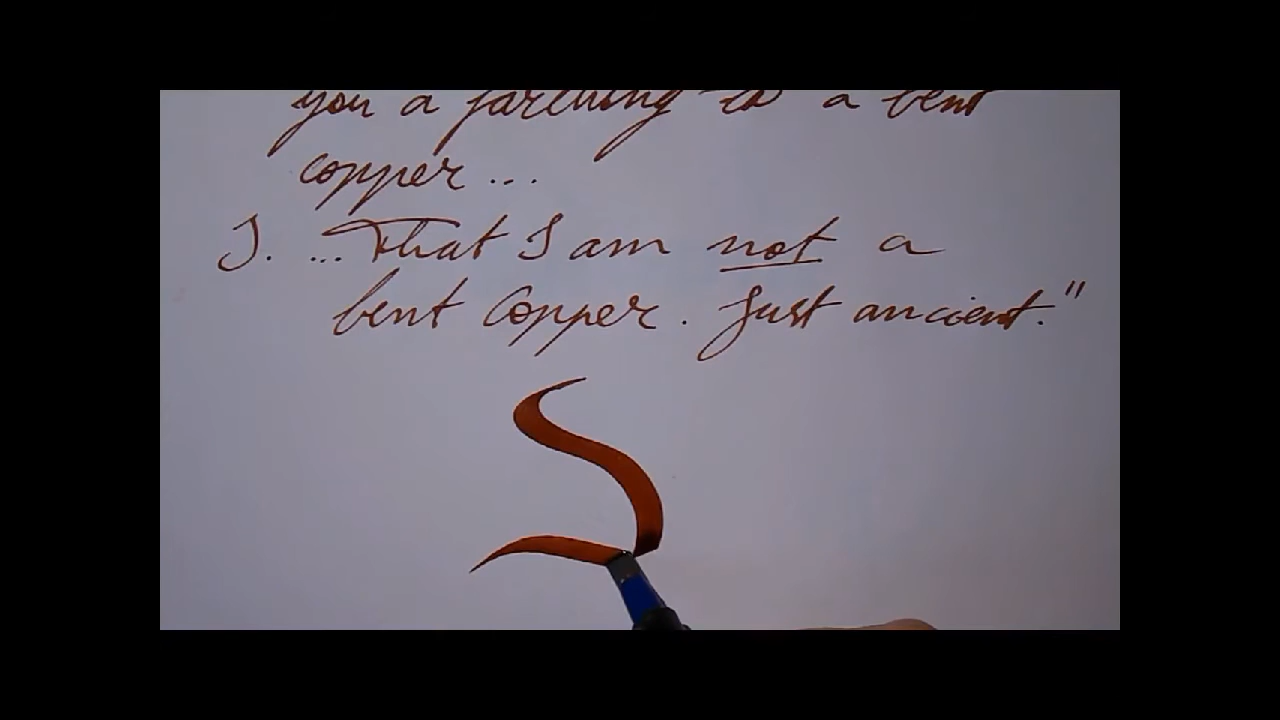 you a farthing to a bent
copper...
J. ...That I am not a
bent Copper. Just ancient."
S